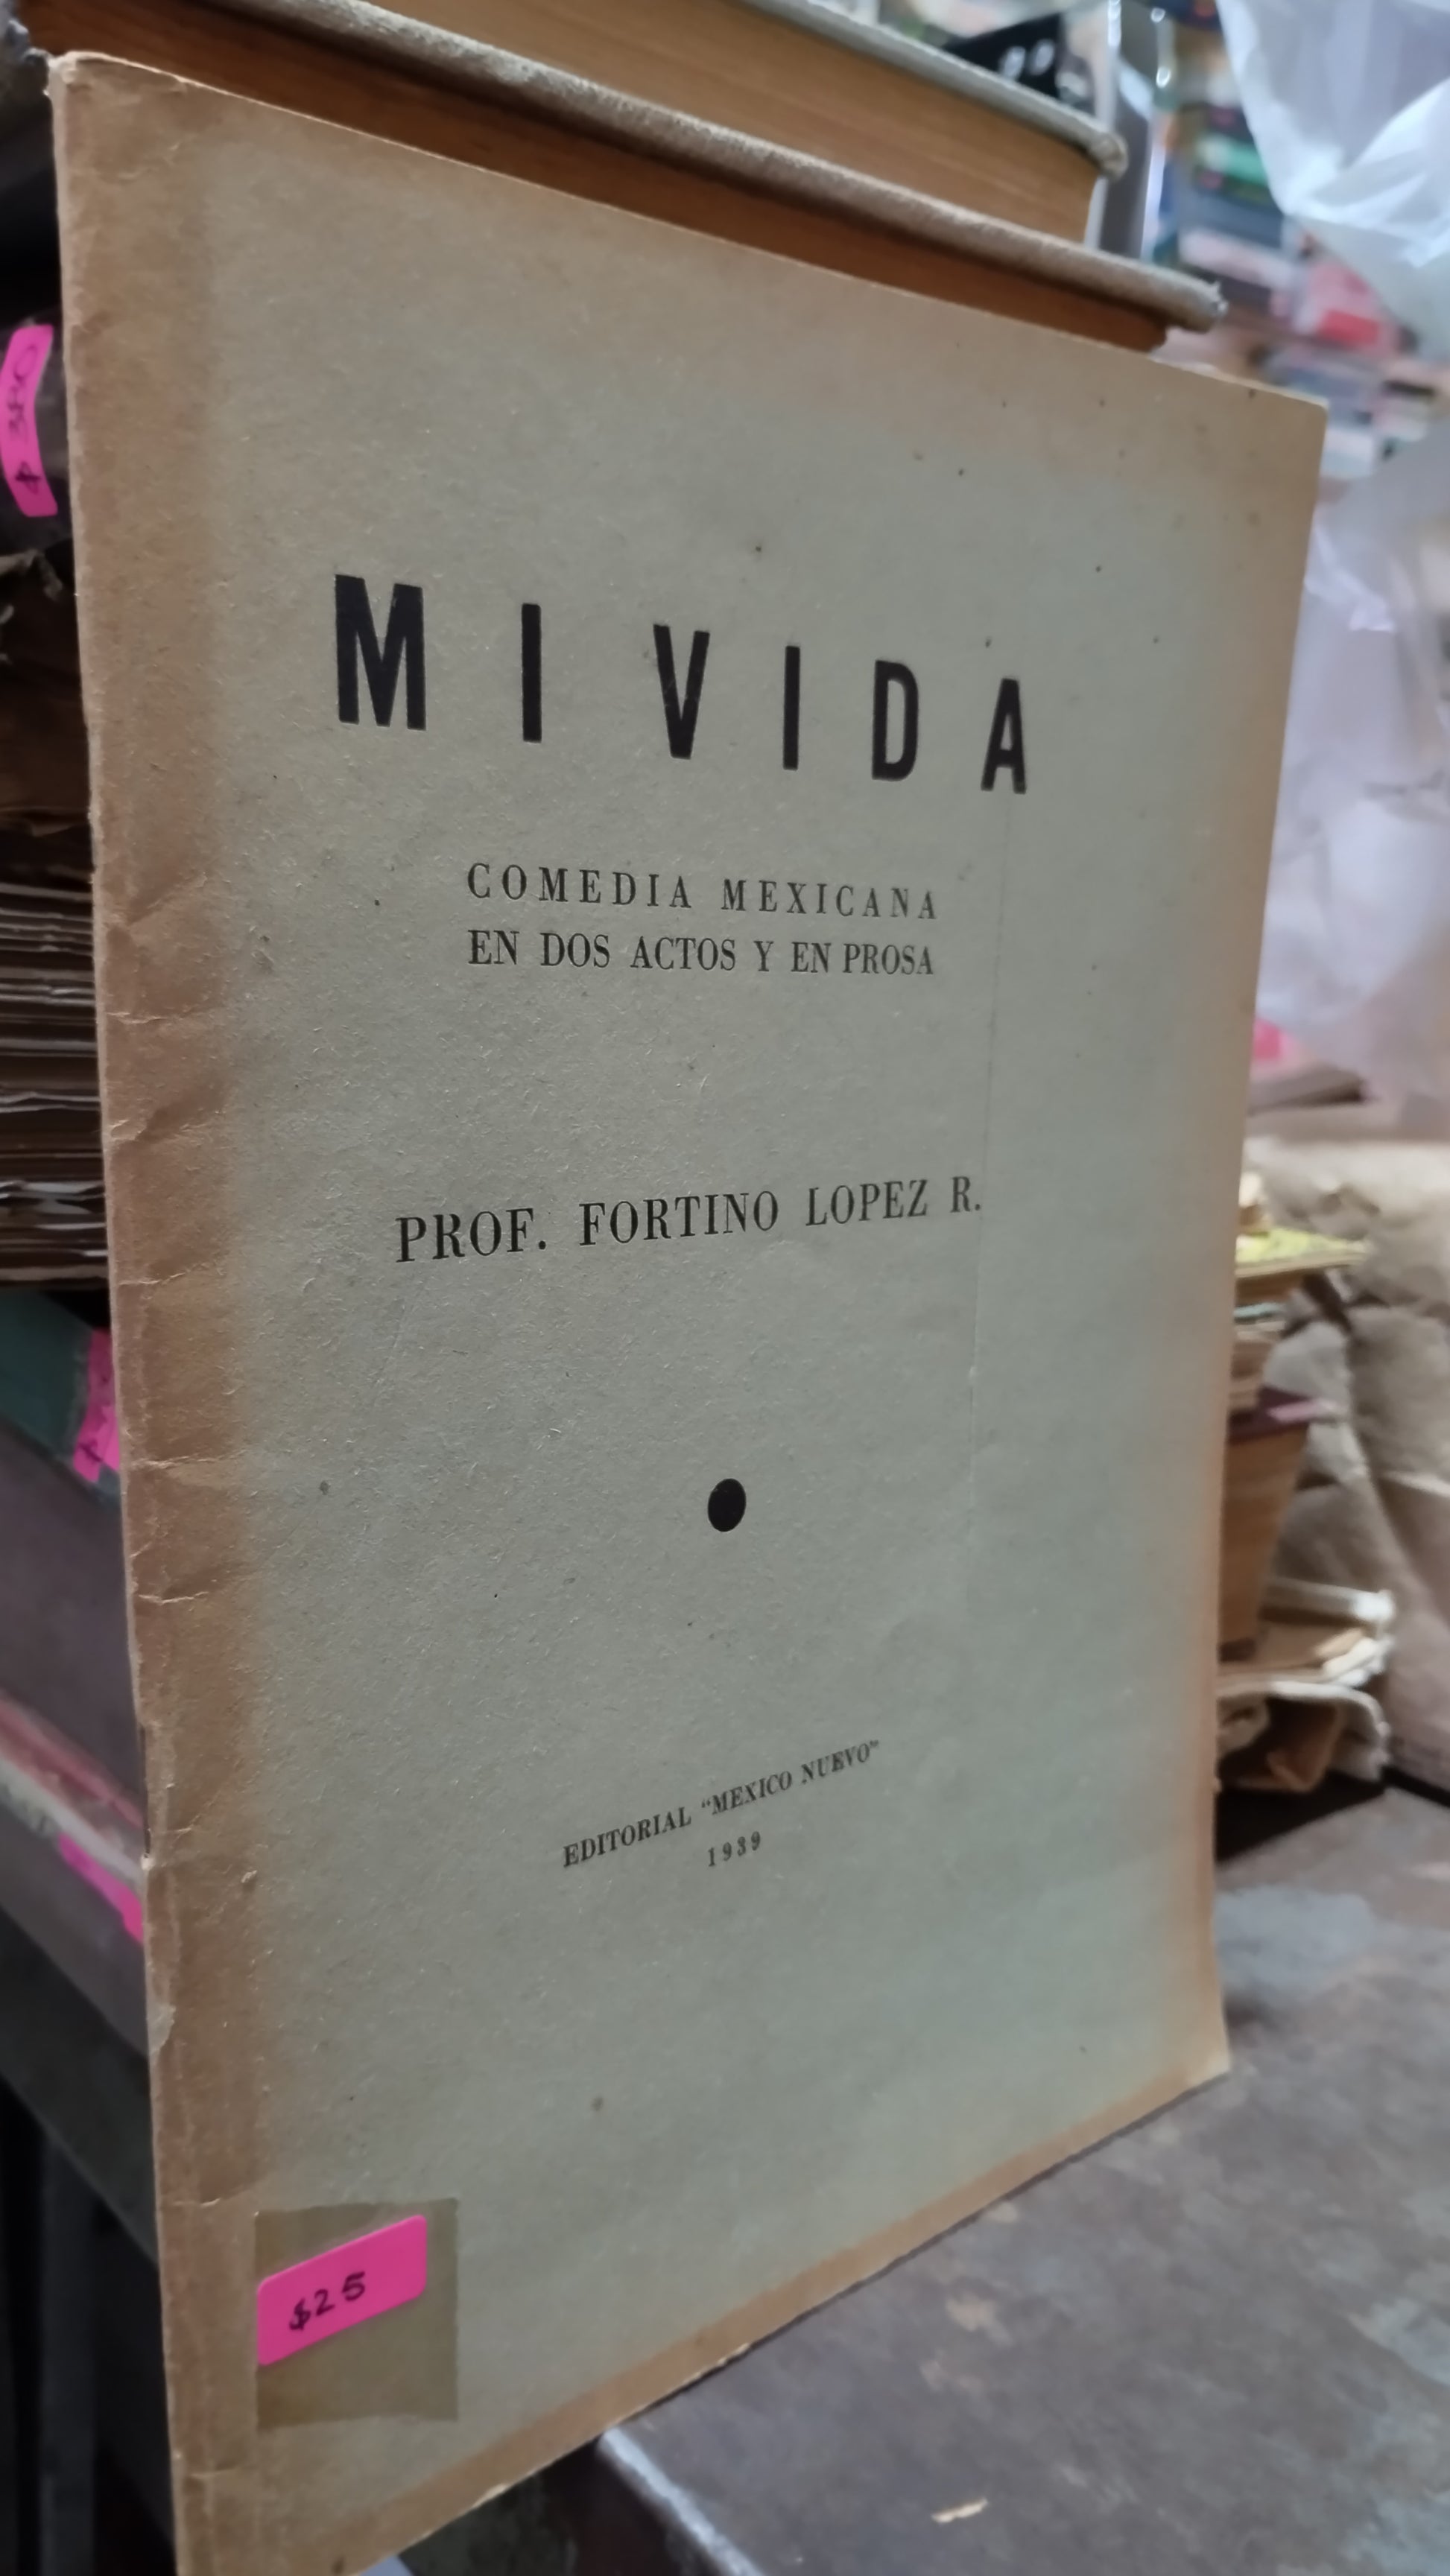 MI VIDA
COMEDIA MEXICANA
EN DOS ACTOS Y EN PROSA
PROF. FORTINO LOPEZ R.
EDITORIAL "MEXICO NUEVO"
1939
$25